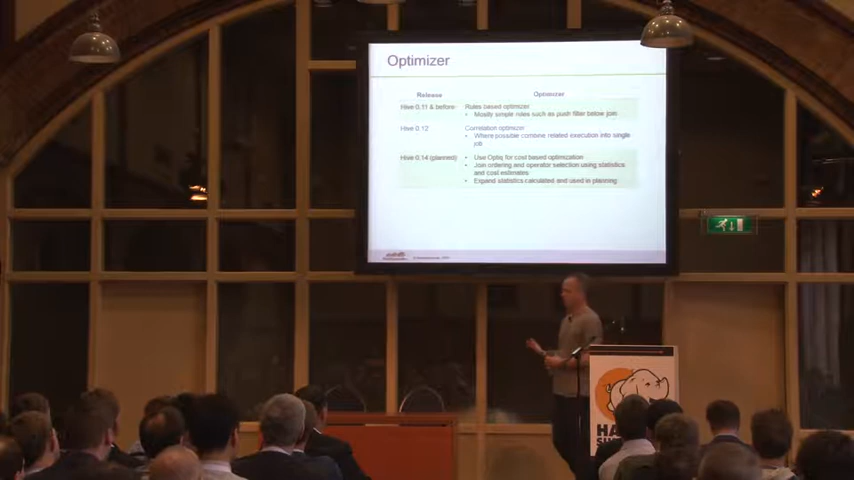 Optimizer
Release Optimizer
Hive 0.11 & before Rules based optimizer
• Mostly simple rules such as push filter below join
Hive 0.12 Correlation optimizer
• Where possible combine related execution into single
job
Hive 0.14 (planned) • Use Optiq for cost based optimization
• Join ordering and operator selection using statistics
and cost estimates
• Expand statistics calculated and used in planning
HA
SU